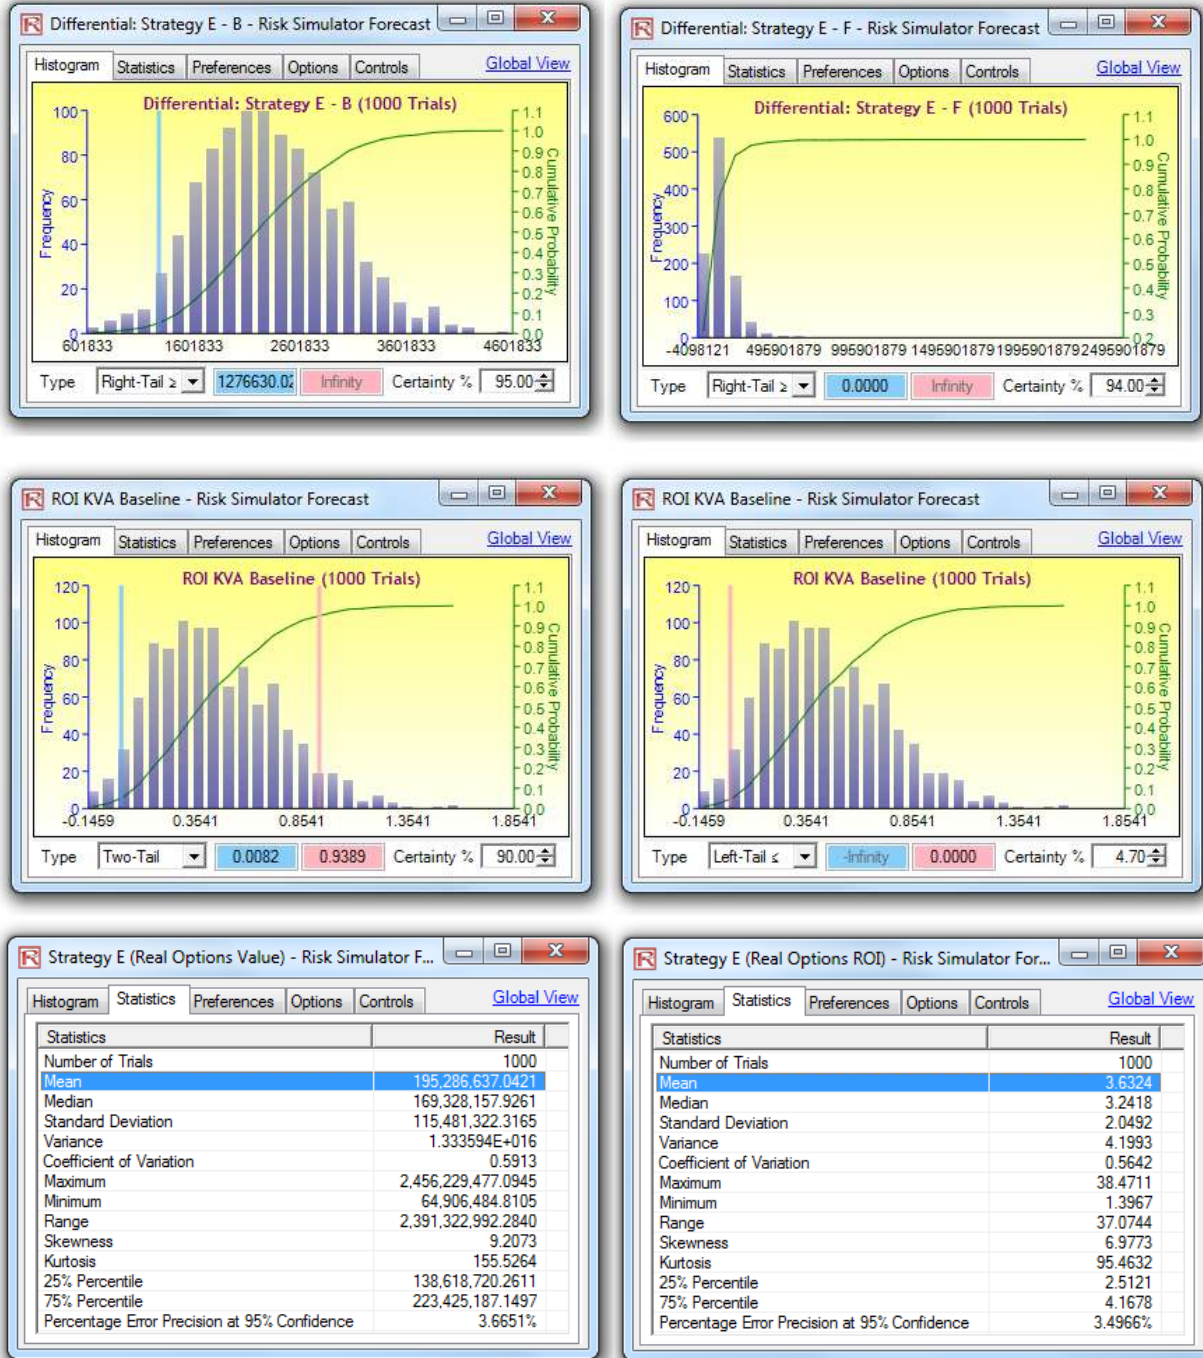 Differential: Strategy E - B - Risk Simulator Forecast
Histogram Statistics Preferences Options Controls Global View
Differential: Strategy E - B (1000 Trials)
100 80 60 40 20 0
Frequency
1.1 1.0 0.9 0.8 0.7 0.6 0.5 0.4 0.3 0.2 0.1 0.0
Cumulative Probability
601833 1601833 2601833 3601833 4601833
Type Right-Tail ≥ 1276630.02 Infinity Certainty % 95.00
Differential: Strategy E - F - Risk Simulator Forecast
Histogram Statistics Preferences Options Controls Global View
Differential: Strategy E - F (1000 Trials)
600 500 400 300 200 100 0
Frequency
1.1 1.0 0.9 0.8 0.7 0.6 0.5 0.4 0.3 0.2
Cumulative Probability
-4098121 495901879 995901879 1495901879 1995901879 2495901879
Type Right-Tail ≥ 0.0000 Infinity Certainty % 94.00
ROI KVA Baseline - Risk Simulator Forecast
Histogram Statistics Preferences Options Controls Global View
ROI KVA Baseline (1000 Trials)
120 100 80 60 40 20 0
Frequency
1.1 1.0 0.9 0.8 0.7 0.6 0.5 0.4 0.3 0.2 0.1 0.0
Cumulative Probability
-0.1459 0.3541 0.8541 1.3541 1.8541
Type Two-Tail 0.0082 0.9389 Certainty % 90.00
ROI KVA Baseline - Risk Simulator Forecast
Histogram Statistics Preferences Options Controls Global View
ROI KVA Baseline (1000 Trials)
120 100 80 60 40 20 0
Frequency
1.1 1.0 0.9 0.8 0.7 0.6 0.5 0.4 0.3 0.2 0.1 0.0
Cumulative Probability
-0.1459 0.3541 0.8541 1.3541 1.8541
Type Left-Tail ≤ -Infinity 0.0000 Certainty % 4.70
Strategy E (Real Options Value) - Risk Simulator F...
Histogram Statistics Preferences Options Controls Global View
Statistics Result
Number of Trials 1000
Mean 195,286,637.0421
Median 169,328,157.9261
Standard Deviation 115,481,322.3165
Variance 1.333594E+016
Coefficient of Variation 0.5913
Maximum 2,456,229,477.0945
Minimum 64,906,484.8105
Range 2,391,322,992.2840
Skewness 9.2073
Kurtosis 155.5264
25% Percentile 138,618,720.2611
75% Percentile 223,425,187.1497
Percentage Error Precision at 95% Confidence 3.6651%
Strategy E (Real Options ROI) - Risk Simulator For...
Histogram Statistics Preferences Options Controls Global View
Statistics Result
Number of Trials 1000
Mean 3.6324
Median 3.2418
Standard Deviation 2.0492
Variance 4.1993
Coefficient of Variation 0.5642
Maximum 38.4711
Minimum 1.3967
Range 37.0744
Skewness 6.9773
Kurtosis 95.4632
25% Percentile 2.5121
75% Percentile 4.1678
Percentage Error Precision at 95% Confidence 3.4966%